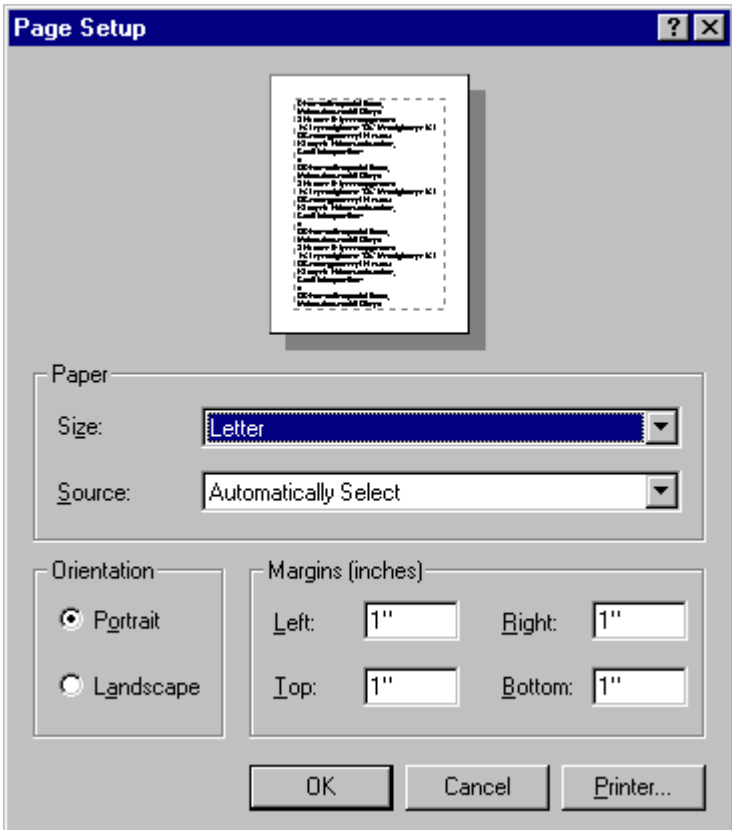 Page Setup
Paper
Size: Letter
Source: Automatically Select
Orientation
Portrait
Landscape
Margins (inches)
Left: 1" Right: 1"
Top: 1" Bottom: 1"
OK Cancel Printer...